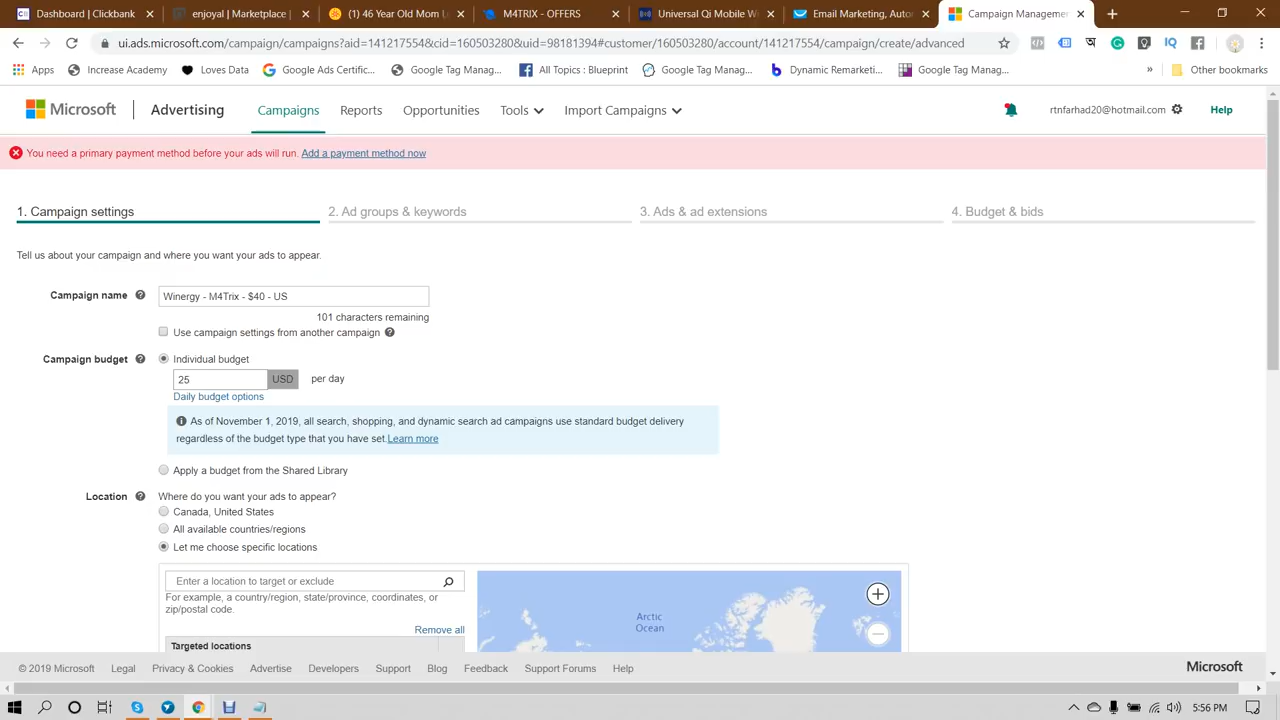 Dashboard - Clickbank
enjoyal | Marketplace
(1) 46 Year Old Mom L
M4TRIX - OFFERS
Universal Qi Mobile W
Email Marketing, Auto
Campaign Manageme
ui.ads.microsoft.com/campaign/campaigns?aid=141217554&cid=160503280&uid=98181394#customer/160503280/account/141217554/campaign/create/advanced
Apps
Increase Academy
Loves Data
Google Ads Certific...
Google Tag Manag...
All Topics : Blueprint
Google Tag Manag...
Dynamic Remarketi...
Google Tag Manag...
»
Other bookmarks
Microsoft
Advertising
Campaigns
Reports
Opportunities
Tools
Import Campaigns
rtnfarhad20@hotmail.com
Help
You need a primary payment method before your ads will run. Add a payment method now
1. Campaign settings
2. Ad groups & keywords
3. Ads & ad extensions
4. Budget & bids
Tell us about your campaign and where you want your ads to appear.
Campaign name
Winergy - M4Trix - $40 - US
101 characters remaining
Use campaign settings from another campaign
Campaign budget
Individual budget
25 USD per day
Daily budget options
As of November 1, 2019, all search, shopping, and dynamic search ad campaigns use standard budget delivery
regardless of the budget type that you have set.Learn more
Apply a budget from the Shared Library
Location
Where do you want your ads to appear?
Canada, United States
All available countries/regions
Let me choose specific locations
Enter a location to target or exclude
For example, a country/region, state/province, coordinates, or
zip/postal code.
Remove all
Targeted locations
Arctic
Ocean
© 2019 Microsoft
Legal
Privacy & Cookies
Advertise
Developers
Support
Blog
Feedback
Support Forums
Help
Microsoft
5:56 PM